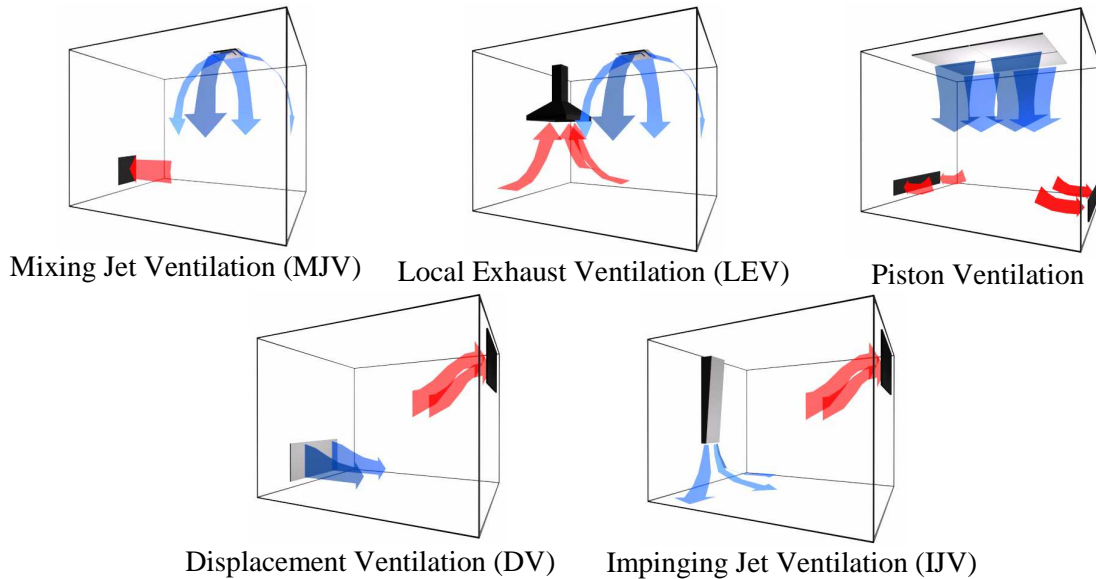 Mixing Jet Ventilation (MJV)
Local Exhaust Ventilation (LEV)
Piston Ventilation
Displacement Ventilation (DV)
Impinging Jet Ventilation (IJV)